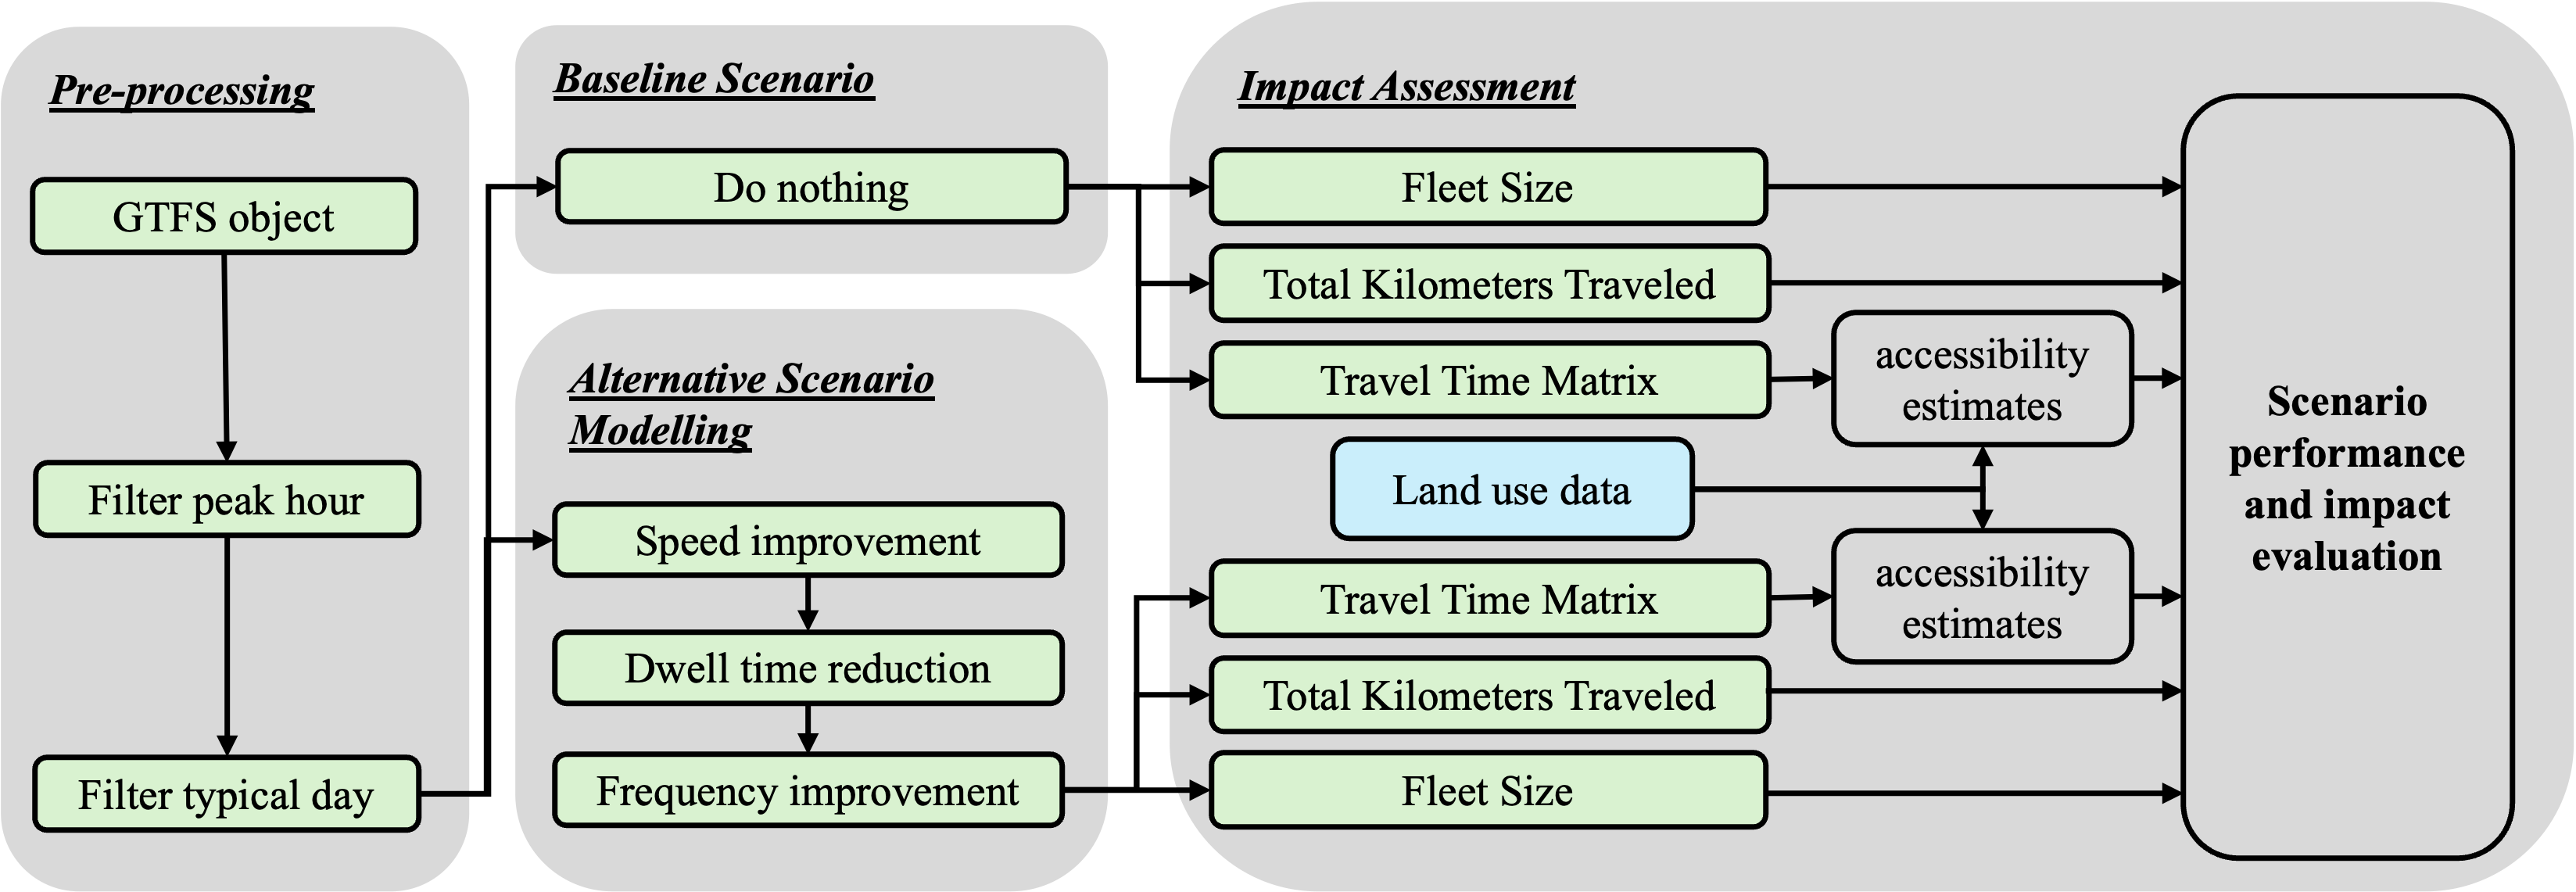 Pre-processing
GTFS object
Filter peak hour
Filter typical day
Baseline Scenario
Do nothing
Alternative Scenario
Modelling
Speed improvement
Dwell time reduction
Frequency improvement
Impact Assessment
Fleet Size
Total Kilometers Traveled
Travel Time Matrix
accessibility
estimates
Land use data
Travel Time Matrix
accessibility
estimates
Total Kilometers Traveled
Fleet Size
Scenario
performance
and impact
evaluation